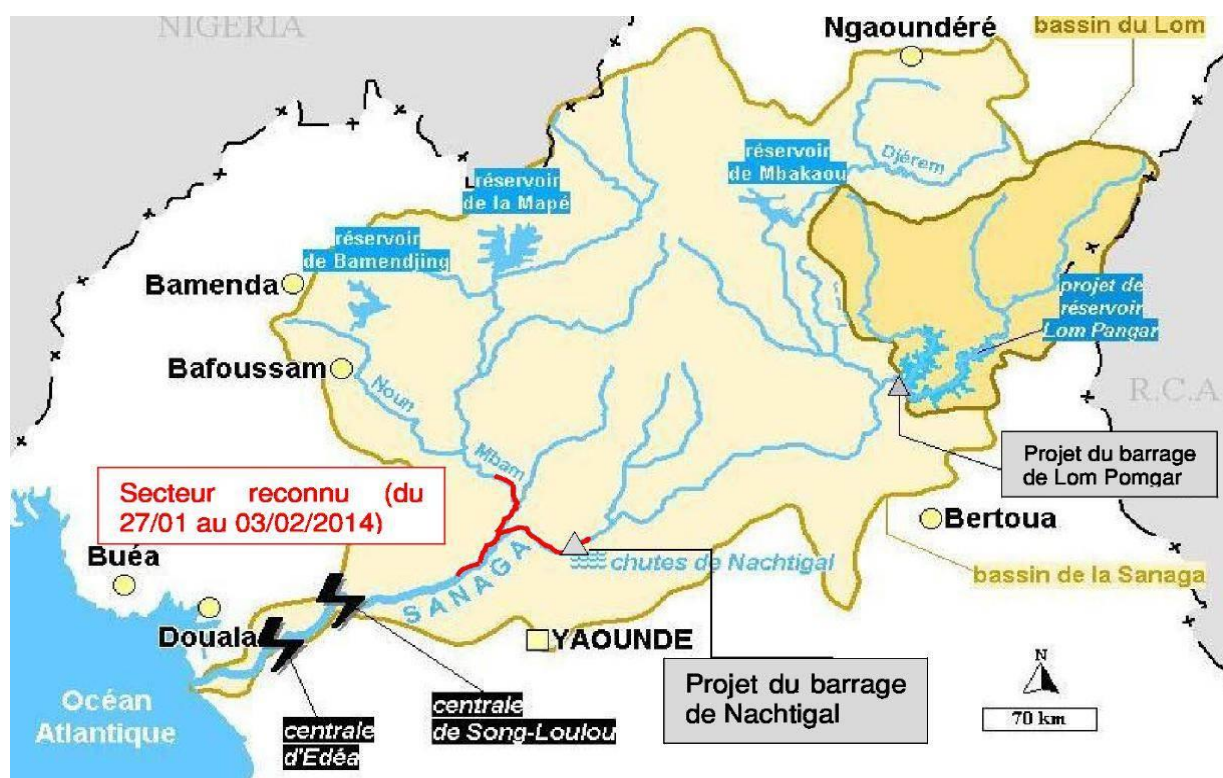 NIGERIA
Ngaoundéré
bassin du Lom
réservoir
de Mbakaou
Djérem
réservoir
de la Mapé
réservoir
de Bamendjing
Bamenda
projet de
réservoir
Lom Pangar
Bafoussam
Noun
R.C.A
Mbam
Projet du barrage
de Lom Pomgar
Secteur reconnu (du
27/01 au 03/02/2014)
Bertoua
Buéa
chutes de Nachtigal
bassin de la Sanaga
SANAGA
Douala
YAOUNDE
N
Projet du barrage
de Nachtigal
Océan
Atlantique
centrale
de Song-Loulou
70 km
centrale
d'Edéa